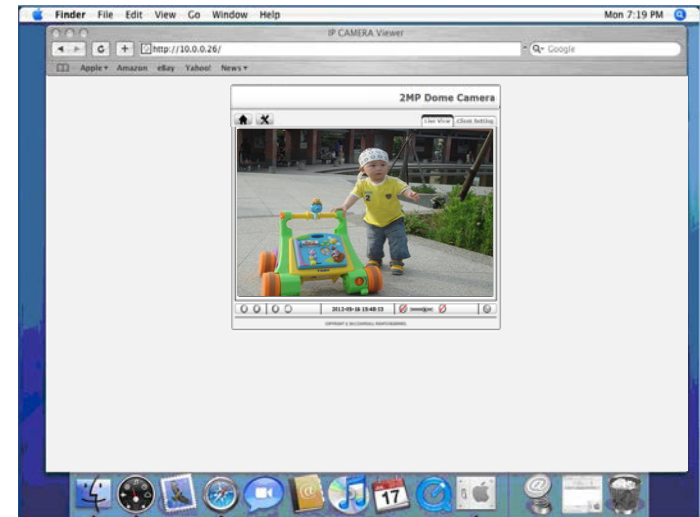 Finder File Edit View Go Window Help Mon 7:19 PM
IP CAMERA Viewer
http://10.0.0.26/ Google
Apple Amazon eBay Yahoo! News
2MP Dome Camera
Live View Client Setting
2
17